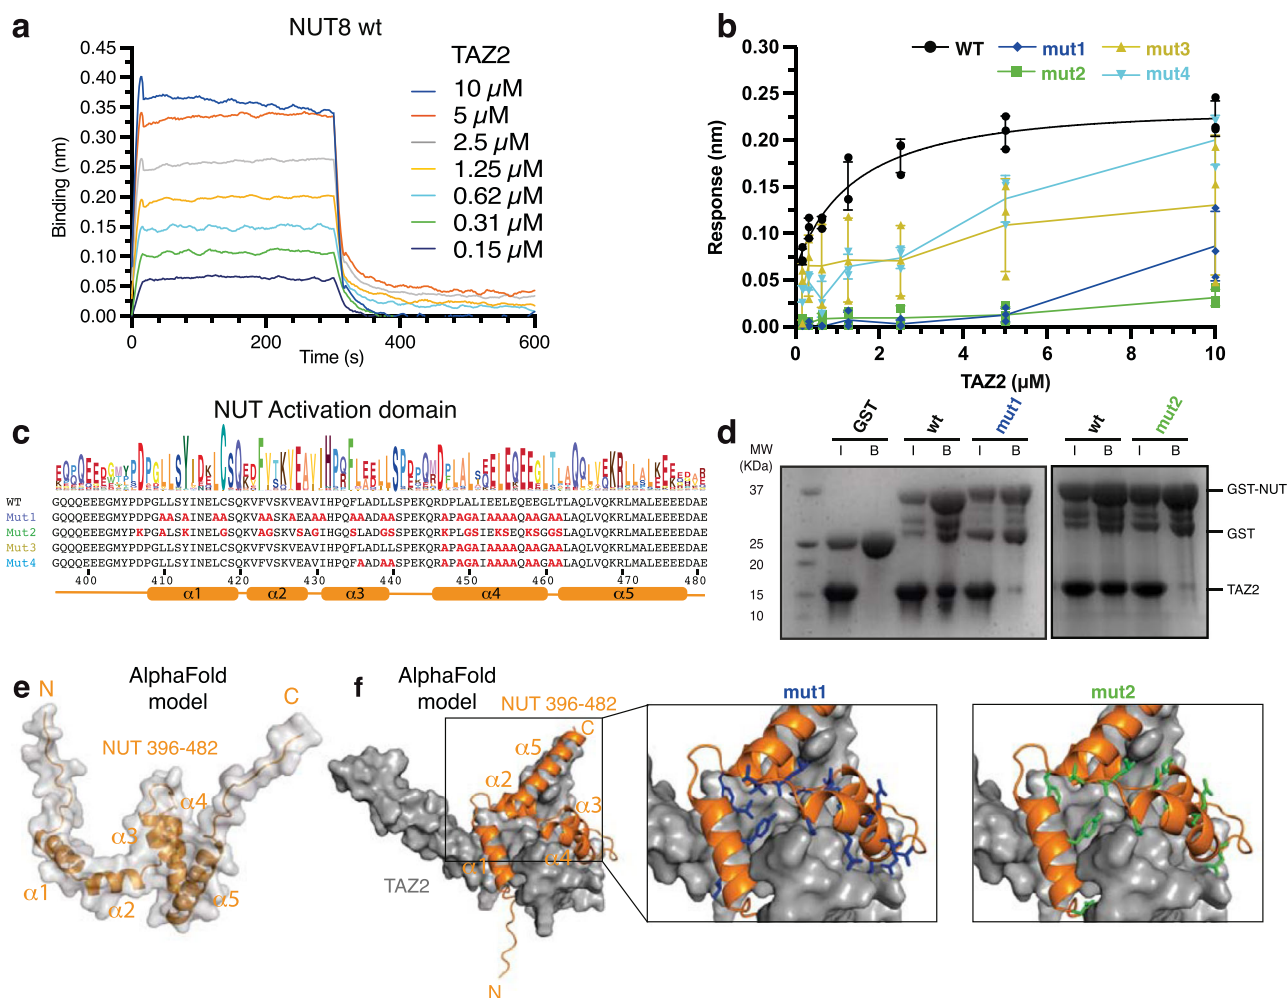 a
NUT8 wt
TAZ2
Binding (nm)
0.45
0.40
0.35
0.30
0.25
0.20
0.15
0.10
0.05
0.00
0
200
400
600
Time (s)
10 µM
5 µM
2.5 µM
1.25 µM
0.62 µM
0.31 µM
0.15 µM
b
WT
mut1
mut2
mut3
mut4
Response (nm)
0.30
0.25
0.20
0.15
0.10
0.05
0.00
0
2
4
6
8
10
TAZ2 (µM)
c
NUT Activation domain
WT GQQQEEEGMYPDPGLLSYINELCSQKVFVSKVEAVIHPQFLADLLSPEKQRDPLALIEELEQEEGLTLAQLVQKRLMALEEEEDAE
Mut1 GQQQEEEGMYPDPGAASAINEAASQKVAASKAEAAAHPQAAADAASPEKQRAPAGAIAAAAQAAGAALAQLVQKRLMALEEEEDAE
Mut2
Mut3 GQQQEEEGMYPDPGLLSYINELCSQKVFVSKVEAVIHPQFLADLLSPEKQRAPAGAIAAAAQAAGAALAQLVQKRLMALEEEEDAE
Mut4 GQQQEEEGMYPDPGLLSYINELCSQKVFVSKVEAVIHPQAAADAASPEKQRAPAGAIAAAAQAAGAALAQLVQKRLMALEEEEDAE
400
410
420
430
440
450
460
470
480
α1
α2
α3
α4
α5
d
MW
(KDa)
GST
wt
mut1
wt
mut2
I
B
I
B
I
B
I
B
I
B
37
25
20
15
10
GST-NUT
GST
TAZ2
e
AlphaFold
model
N
C
NUT 396-482
α1
α2
α3
α4
α5
f
AlphaFold
model
NUT 396-482
C
α5
α2
α3
α1
α4
TAZ2
N
mut1
mut2